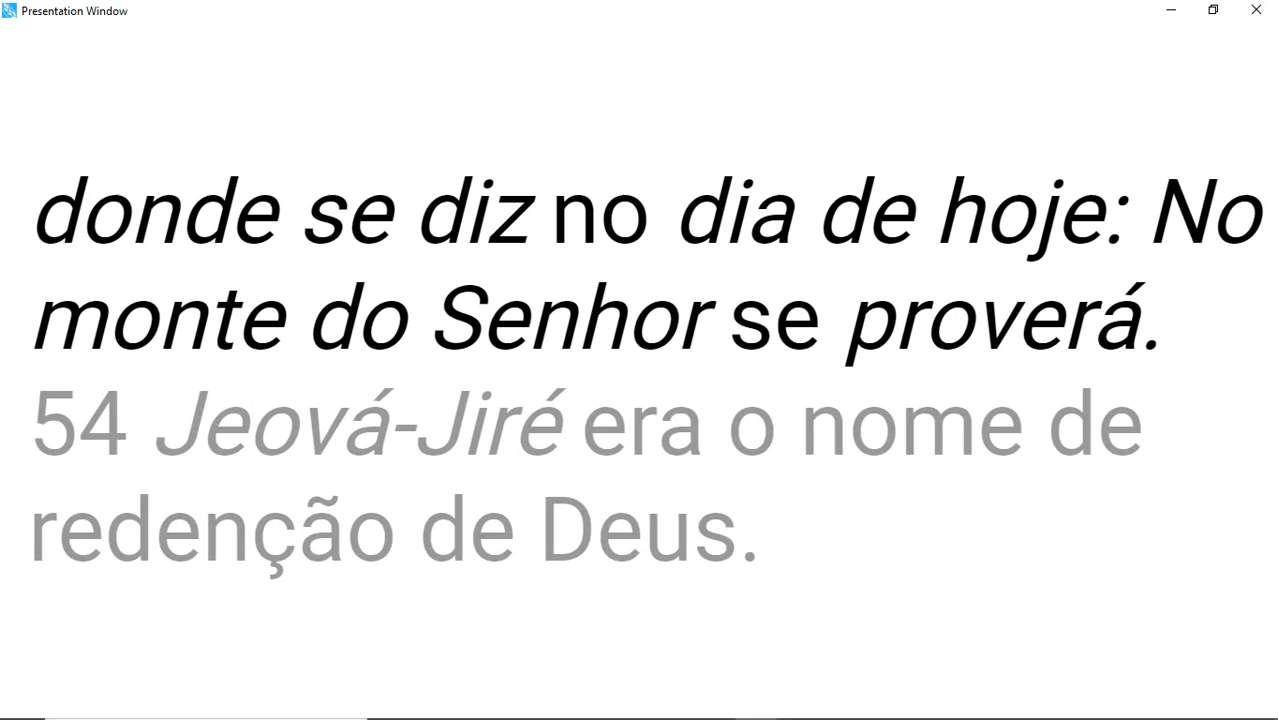 Presentation Window
donde se diz no dia de hoje: No
monte do Senhor se proverá.
54 Jeová-Jiré era o nome de
redenção de Deus.